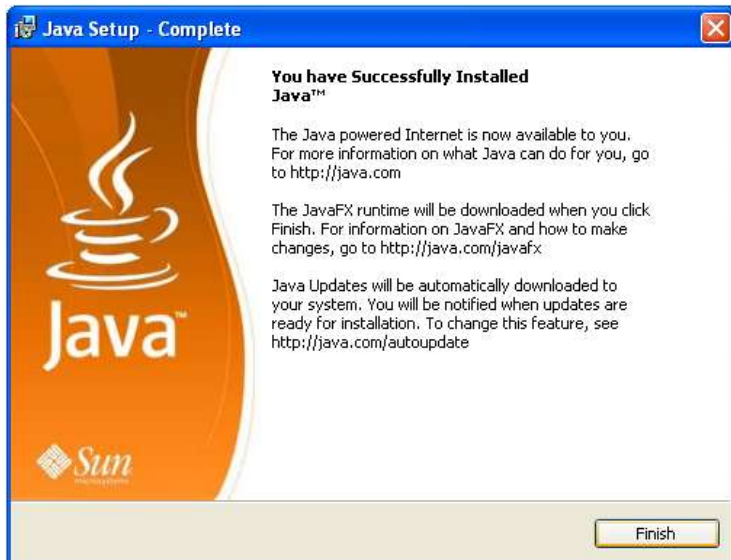 Java Setup - Complete
You have Successfully Installed
Java™
The Java powered Internet is now available to you.
For more information on what Java can do for you, go
to http://java.com
The JavaFX runtime will be downloaded when you click
Finish. For information on JavaFX and how to make
changes, go to http://java.com/javafx
Java Updates will be automatically downloaded to
your system. You will be notified when updates are
ready for installation. To change this feature, see
http://java.com/autoupdate
Java™
Sun
microsystems
Finish